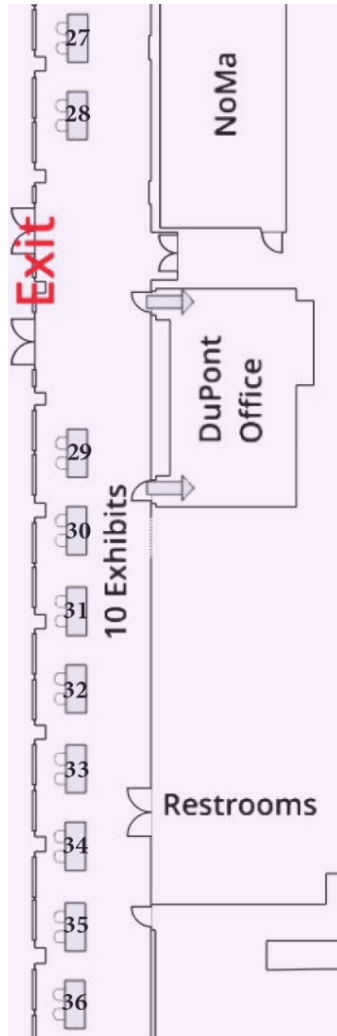 27
28
NoMa
Exit
DuPont
Office
29
10 Exhibits
30
31
32
33
Restrooms
34
35
36